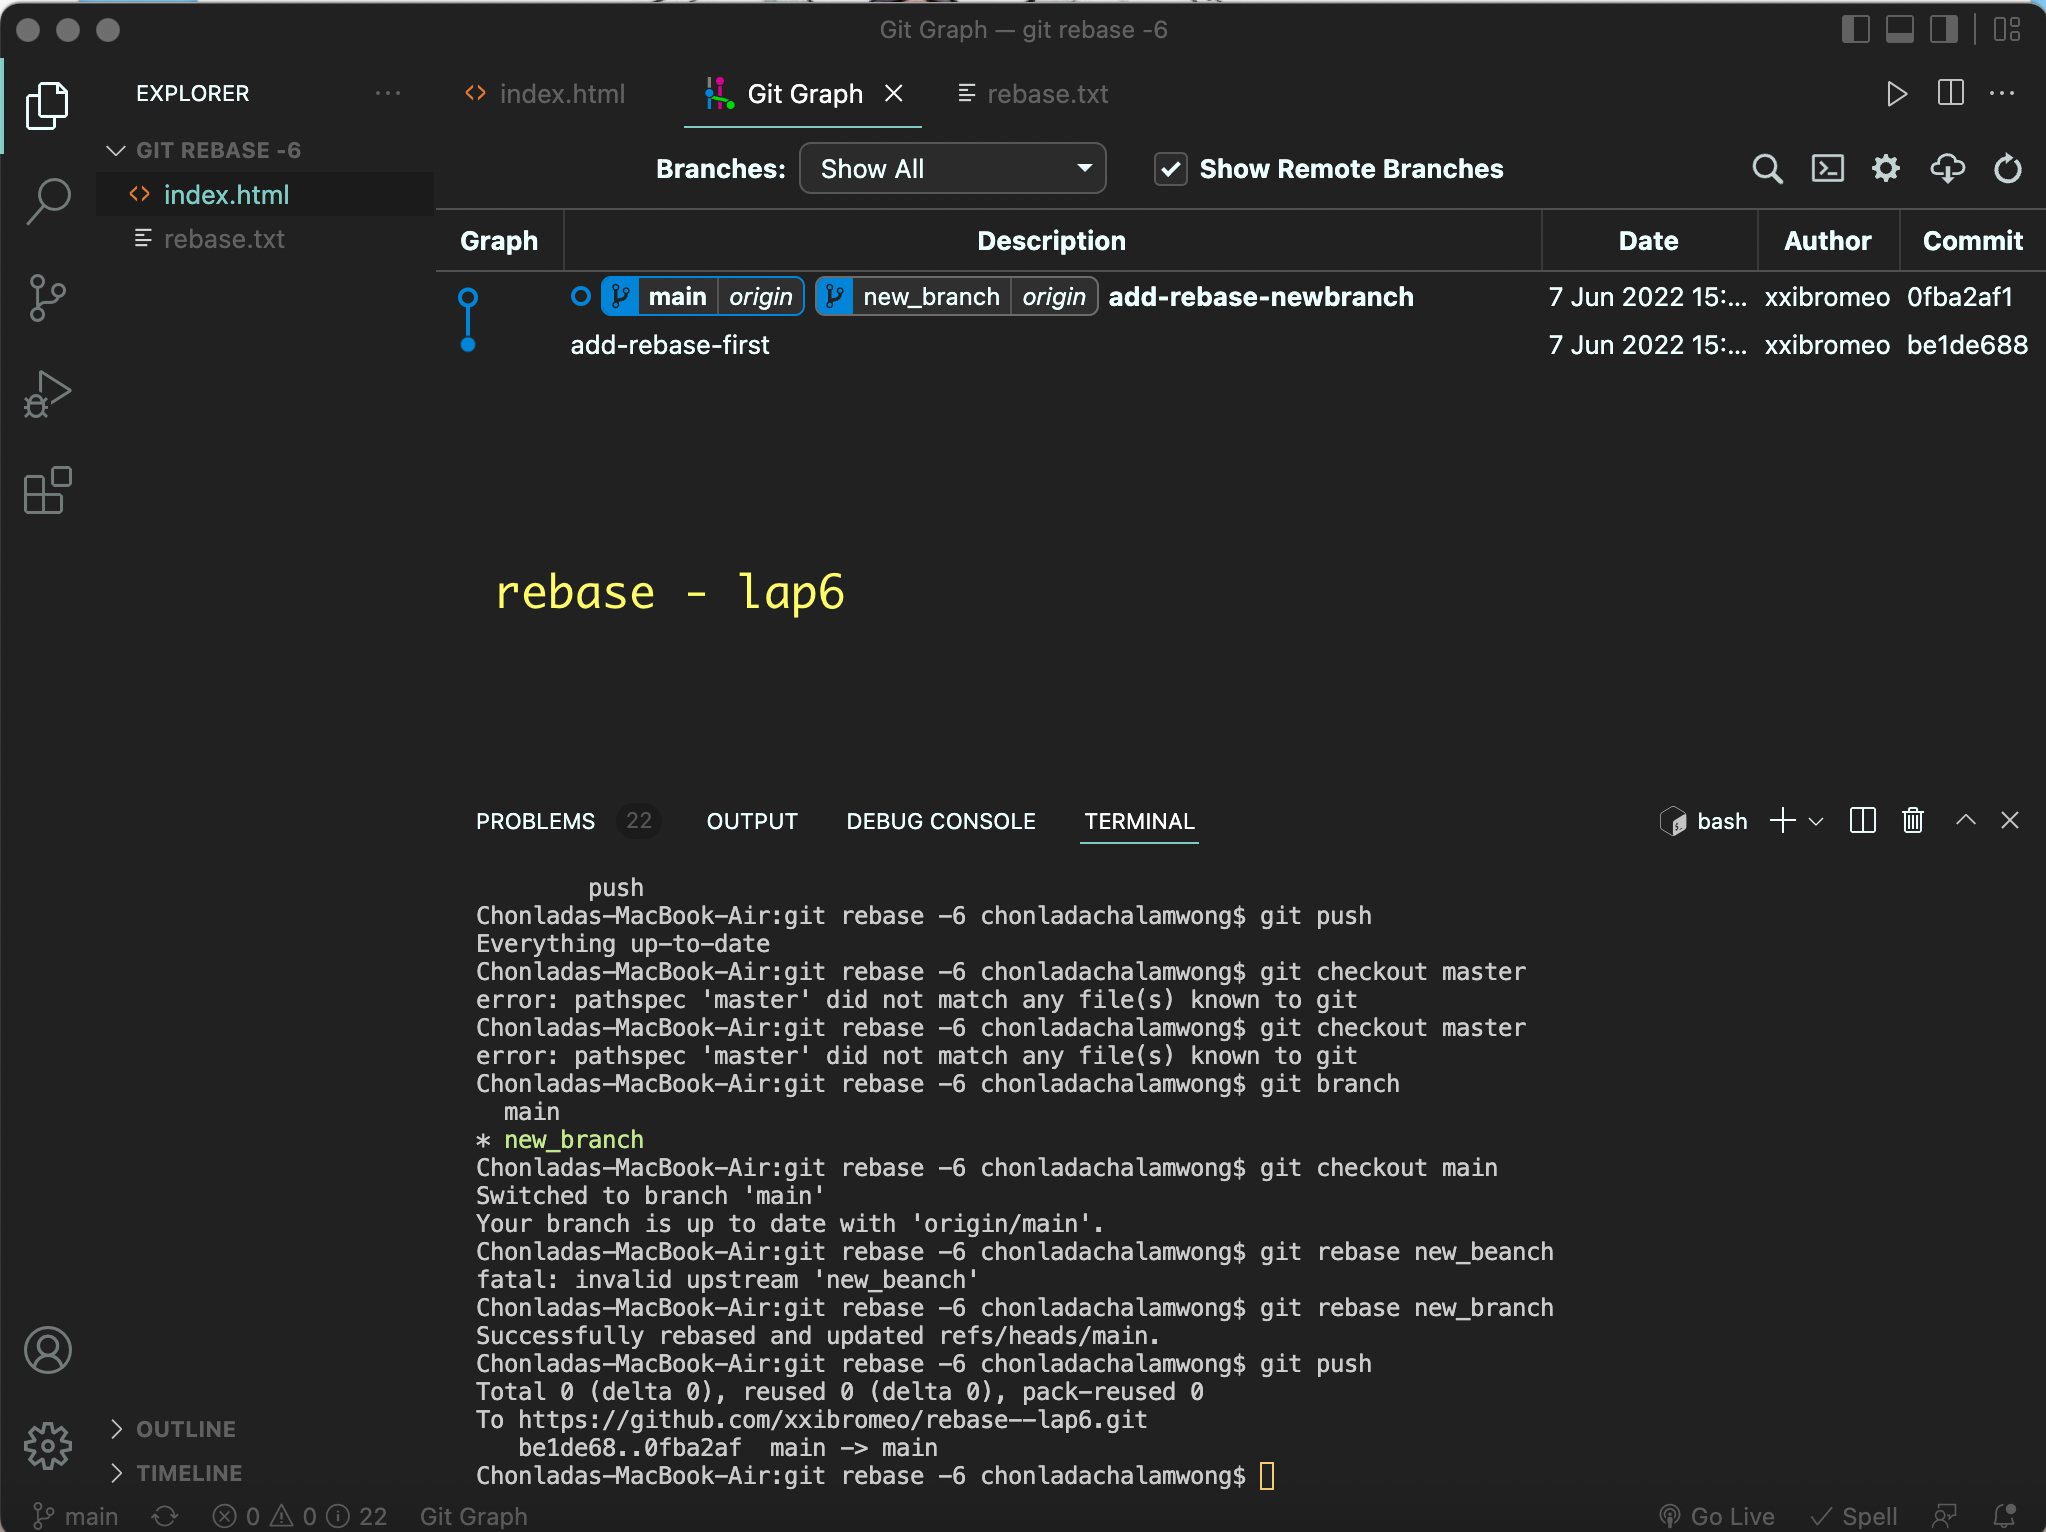 Git Graph — git rebase -6
EXPLORER
index.html
Git Graph
rebase.txt
GIT REBASE -6
index.html
rebase.txt
Branches: Show All Show Remote Branches
Graph Description Date Author Commit
main origin new_branch origin add-rebase-newbranch 7 Jun 2022 15:... xxibromeo 0fba2af1
add-rebase-first 7 Jun 2022 15:... xxibromeo be1de688
rebase - lap6
PROBLEMS 22 OUTPUT DEBUG CONSOLE TERMINAL bash
push
Chonladas-MacBook-Air:git rebase -6 chonladachalamwong$ git push
Everything up-to-date
Chonladas-MacBook-Air:git rebase -6 chonladachalamwong$ git checkout master
error: pathspec 'master' did not match any file(s) known to git
Chonladas-MacBook-Air:git rebase -6 chonladachalamwong$ git checkout master
error: pathspec 'master' did not match any file(s) known to git
Chonladas-MacBook-Air:git rebase -6 chonladachalamwong$ git branch
main
* new_branch
Chonladas-MacBook-Air:git rebase -6 chonladachalamwong$ git checkout main
Switched to branch 'main'
Your branch is up to date with 'origin/main'.
Chonladas-MacBook-Air:git rebase -6 chonladachalamwong$ git rebase new_beanch
fatal: invalid upstream 'new_beanch'
Chonladas-MacBook-Air:git rebase -6 chonladachalamwong$ git rebase new_branch
Successfully rebased and updated refs/heads/main.
Chonladas-MacBook-Air:git rebase -6 chonladachalamwong$ git push
Total 0 (delta 0), reused 0 (delta 0), pack-reused 0
To https://github.com/xxibromeo/rebase--lap6.git
be1de68..0fba2af main -> main
Chonladas-MacBook-Air:git rebase -6 chonladachalamwong$
OUTLINE
TIMELINE
main 0 0 22 Git Graph Go Live Spell